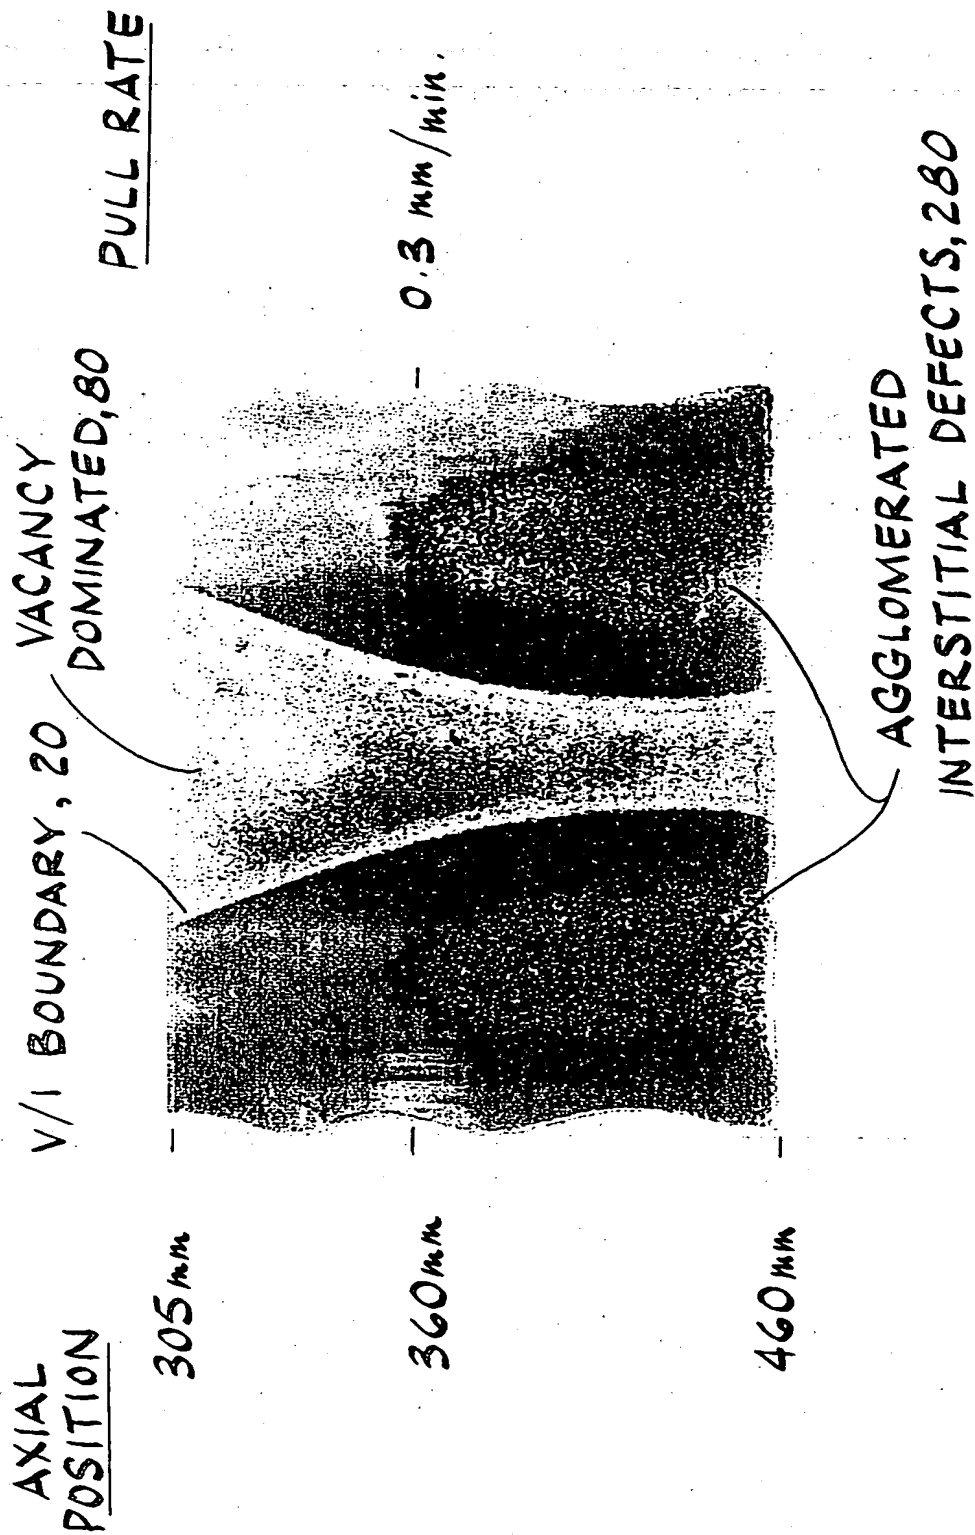 AXIAL
POSITION
V/I BOUNDARY, 20
VACANCY
DOMINATED, 80
PULL RATE
305mm
360mm
0.3 mm/min.
460mm
AGGLOMERATED
INTERSTITIAL DEFECTS, 280